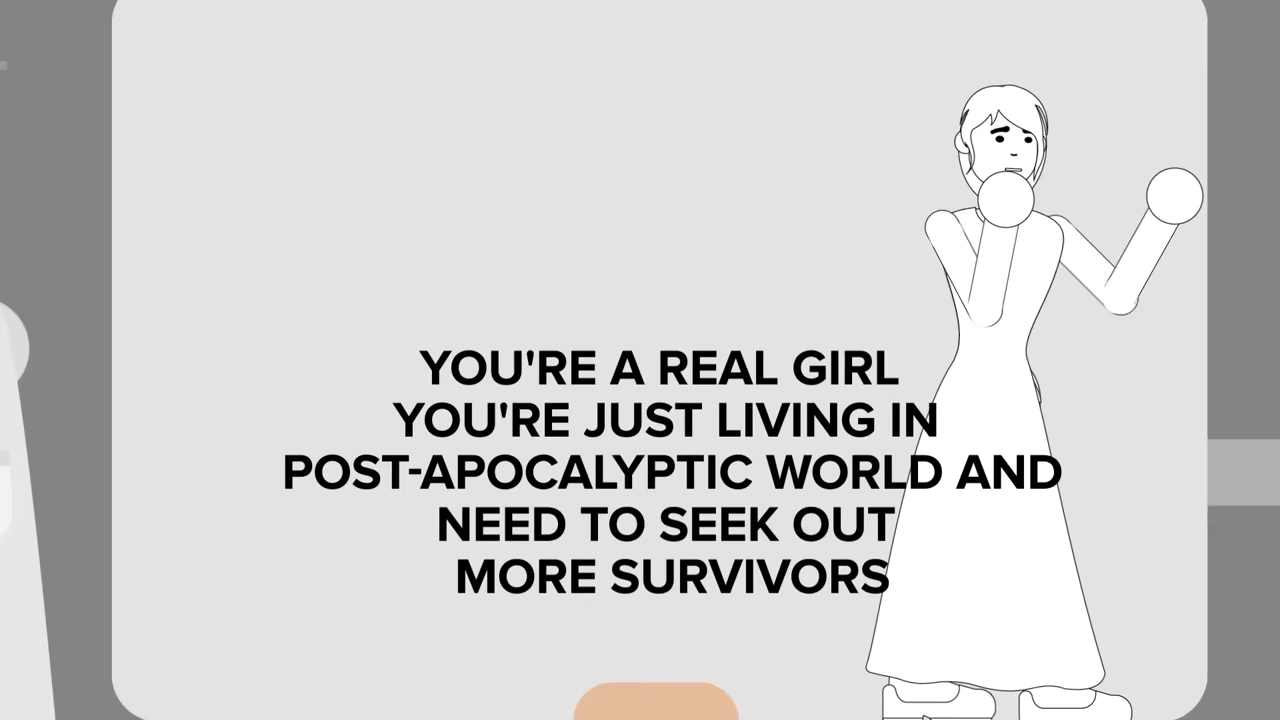 YOU'RE A REAL GIRL
YOU'RE JUST LIVING IN
POST-APOCALYPTIC WORLD AND
NEED TO SEEK OUT
MORE SURVIVORS